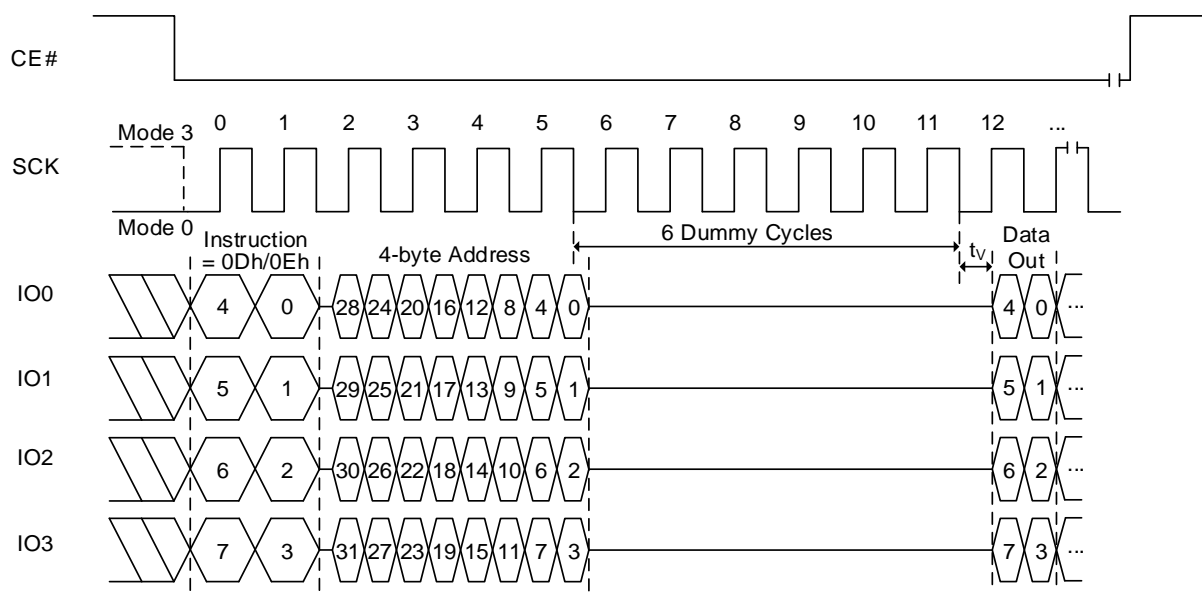 CE#
Mode 3
0 1 2 3 4 5 6 7 8 9 10 11 12 ...
SCK
Mode 0
Instruction
= 0Dh/0Eh
4-byte Address
6 Dummy Cycles
tV
Data
Out
IO0 4 0 28 24 20 16 12 8 4 0 4 0 ...
IO1 5 1 29 25 21 17 13 9 5 1 5 1 ...
IO2 6 2 30 26 22 18 14 10 6 2 6 2 ...
IO3 7 3 31 27 23 19 15 11 7 3 7 3 ...